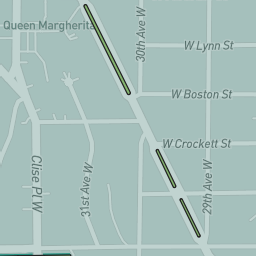 Queen Margherita
30th Ave W
W Lynn St
W Boston St
W Crockett St
Clise Pl W
31st Ave W
29th Ave W